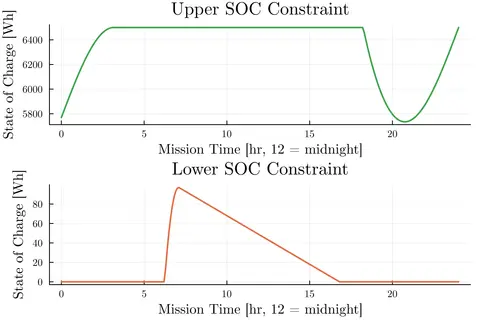 Upper SOC Constraint
State of Charge [Wh]
6400
6200
6000
5800
0 5 10 15 20
Mission Time [hr, 12 = midnight]
Lower SOC Constraint
State of Charge [Wh]
80
60
40
20
0
0 5 10 15 20
Mission Time [hr, 12 = midnight]